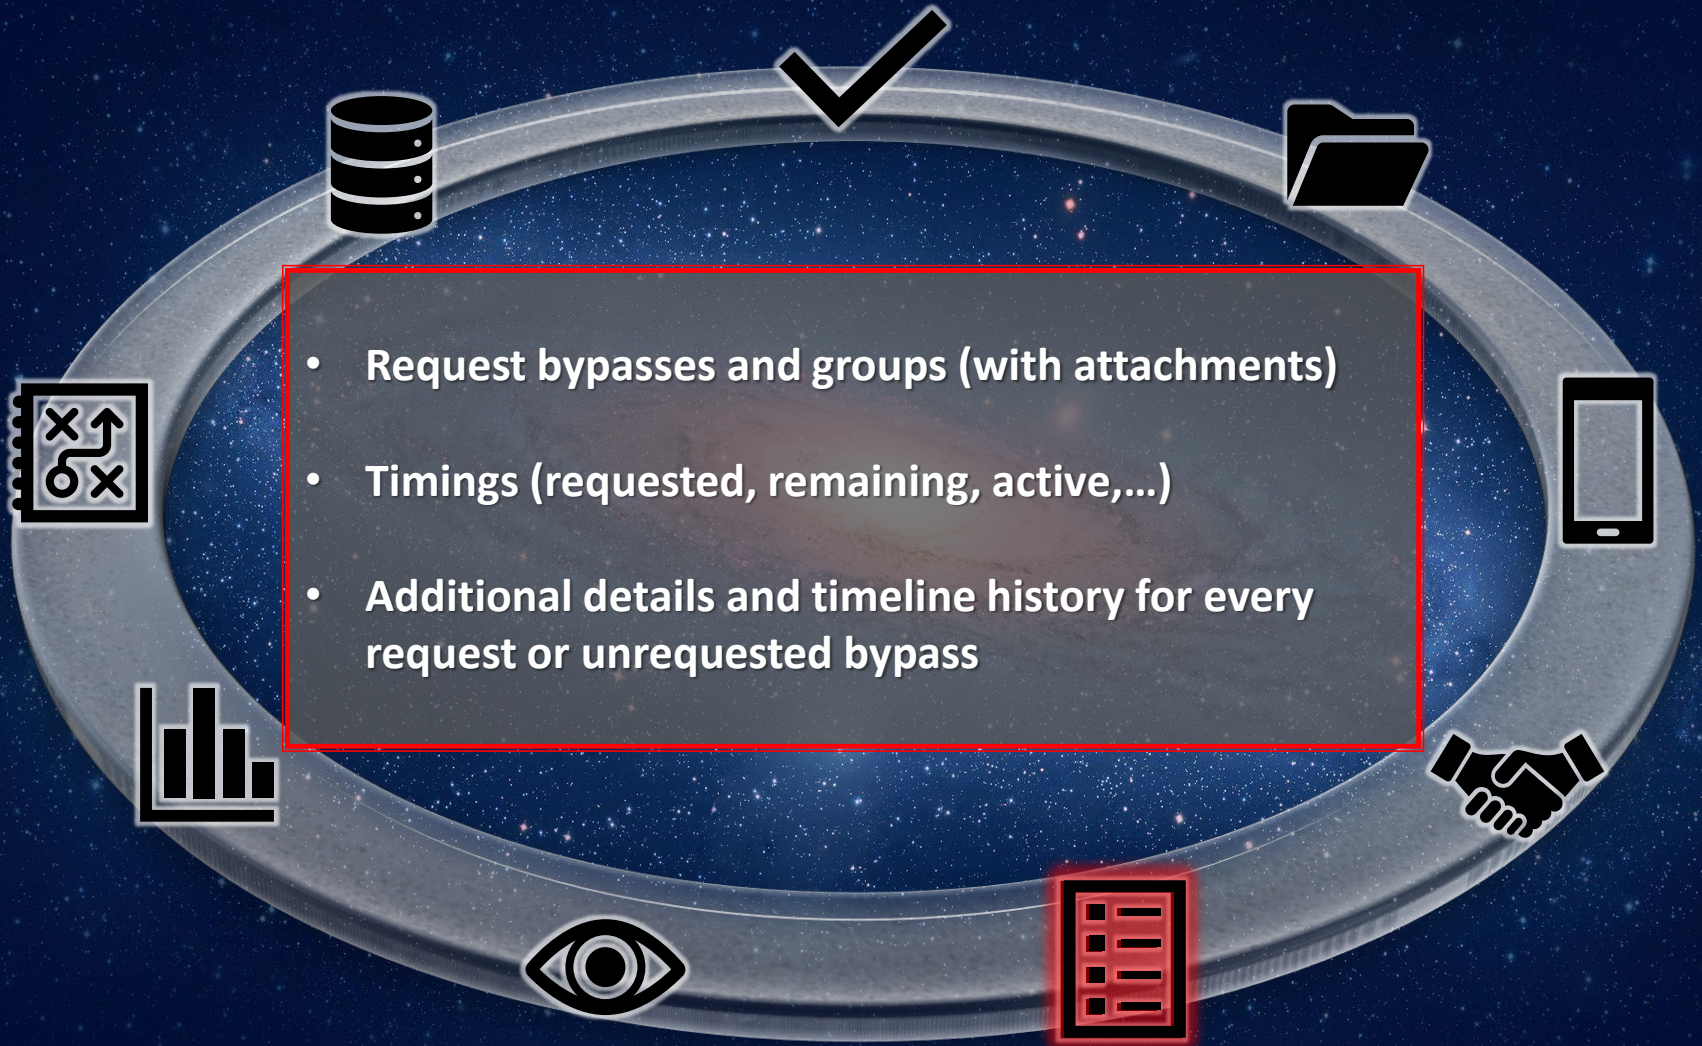 • Request bypasses and groups (with attachments)
• Timings (requested, remaining, active,...)
• Additional details and timeline history for every
request or unrequested bypass